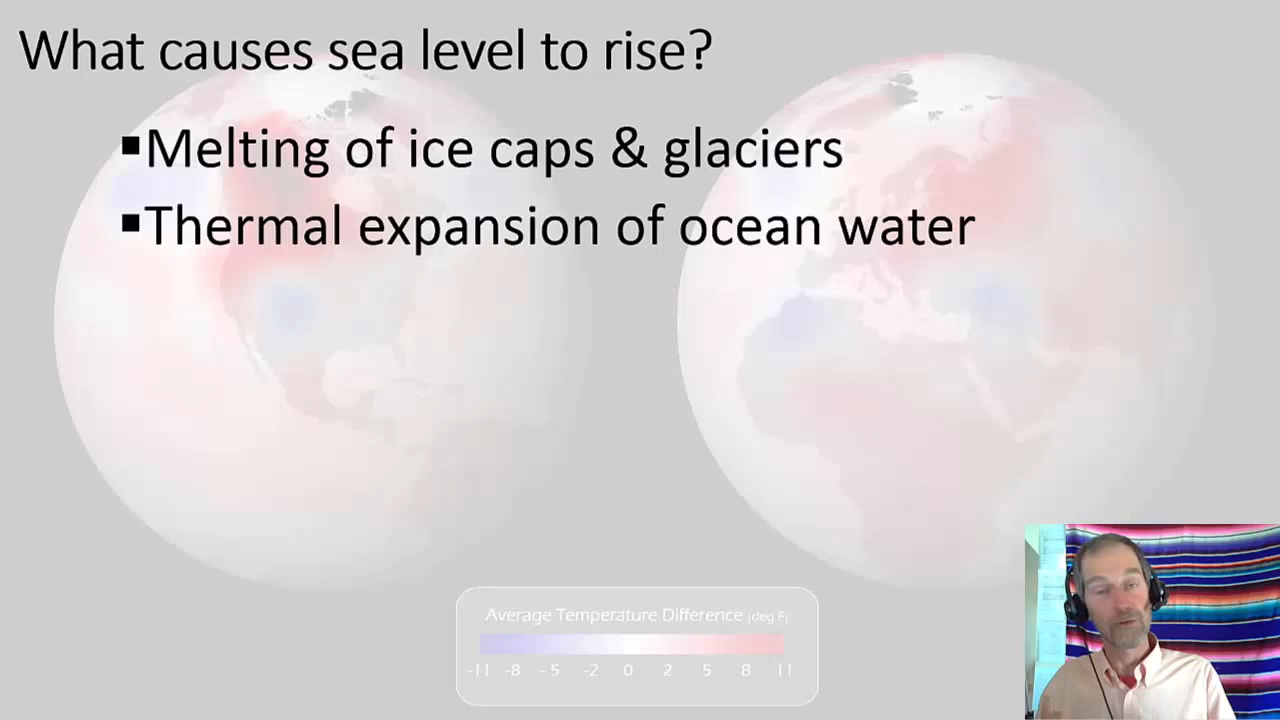 What causes sea level to rise?
▪Melting of ice caps & glaciers
▪Thermal expansion of ocean water
Average Temperature Difference (deg F)
-11 -8 -5 -2 0 2 5 8 11